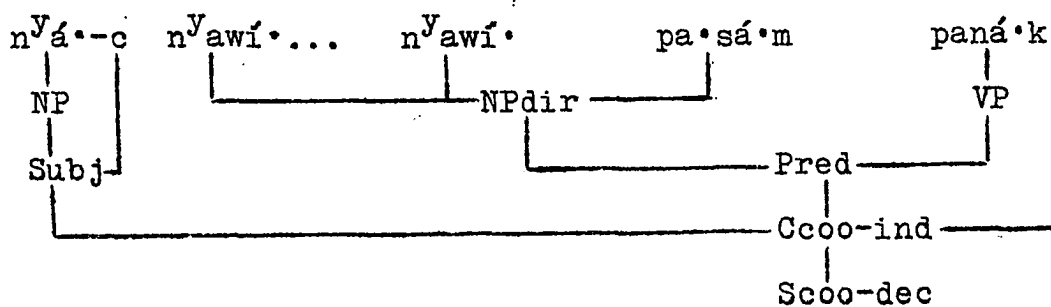 nʸá·-c nʸawí·... nʸawí· pa·sá·m paná·k
NP NPdir VP
Subj Pred
Ccoo-ind
Scoo-dec